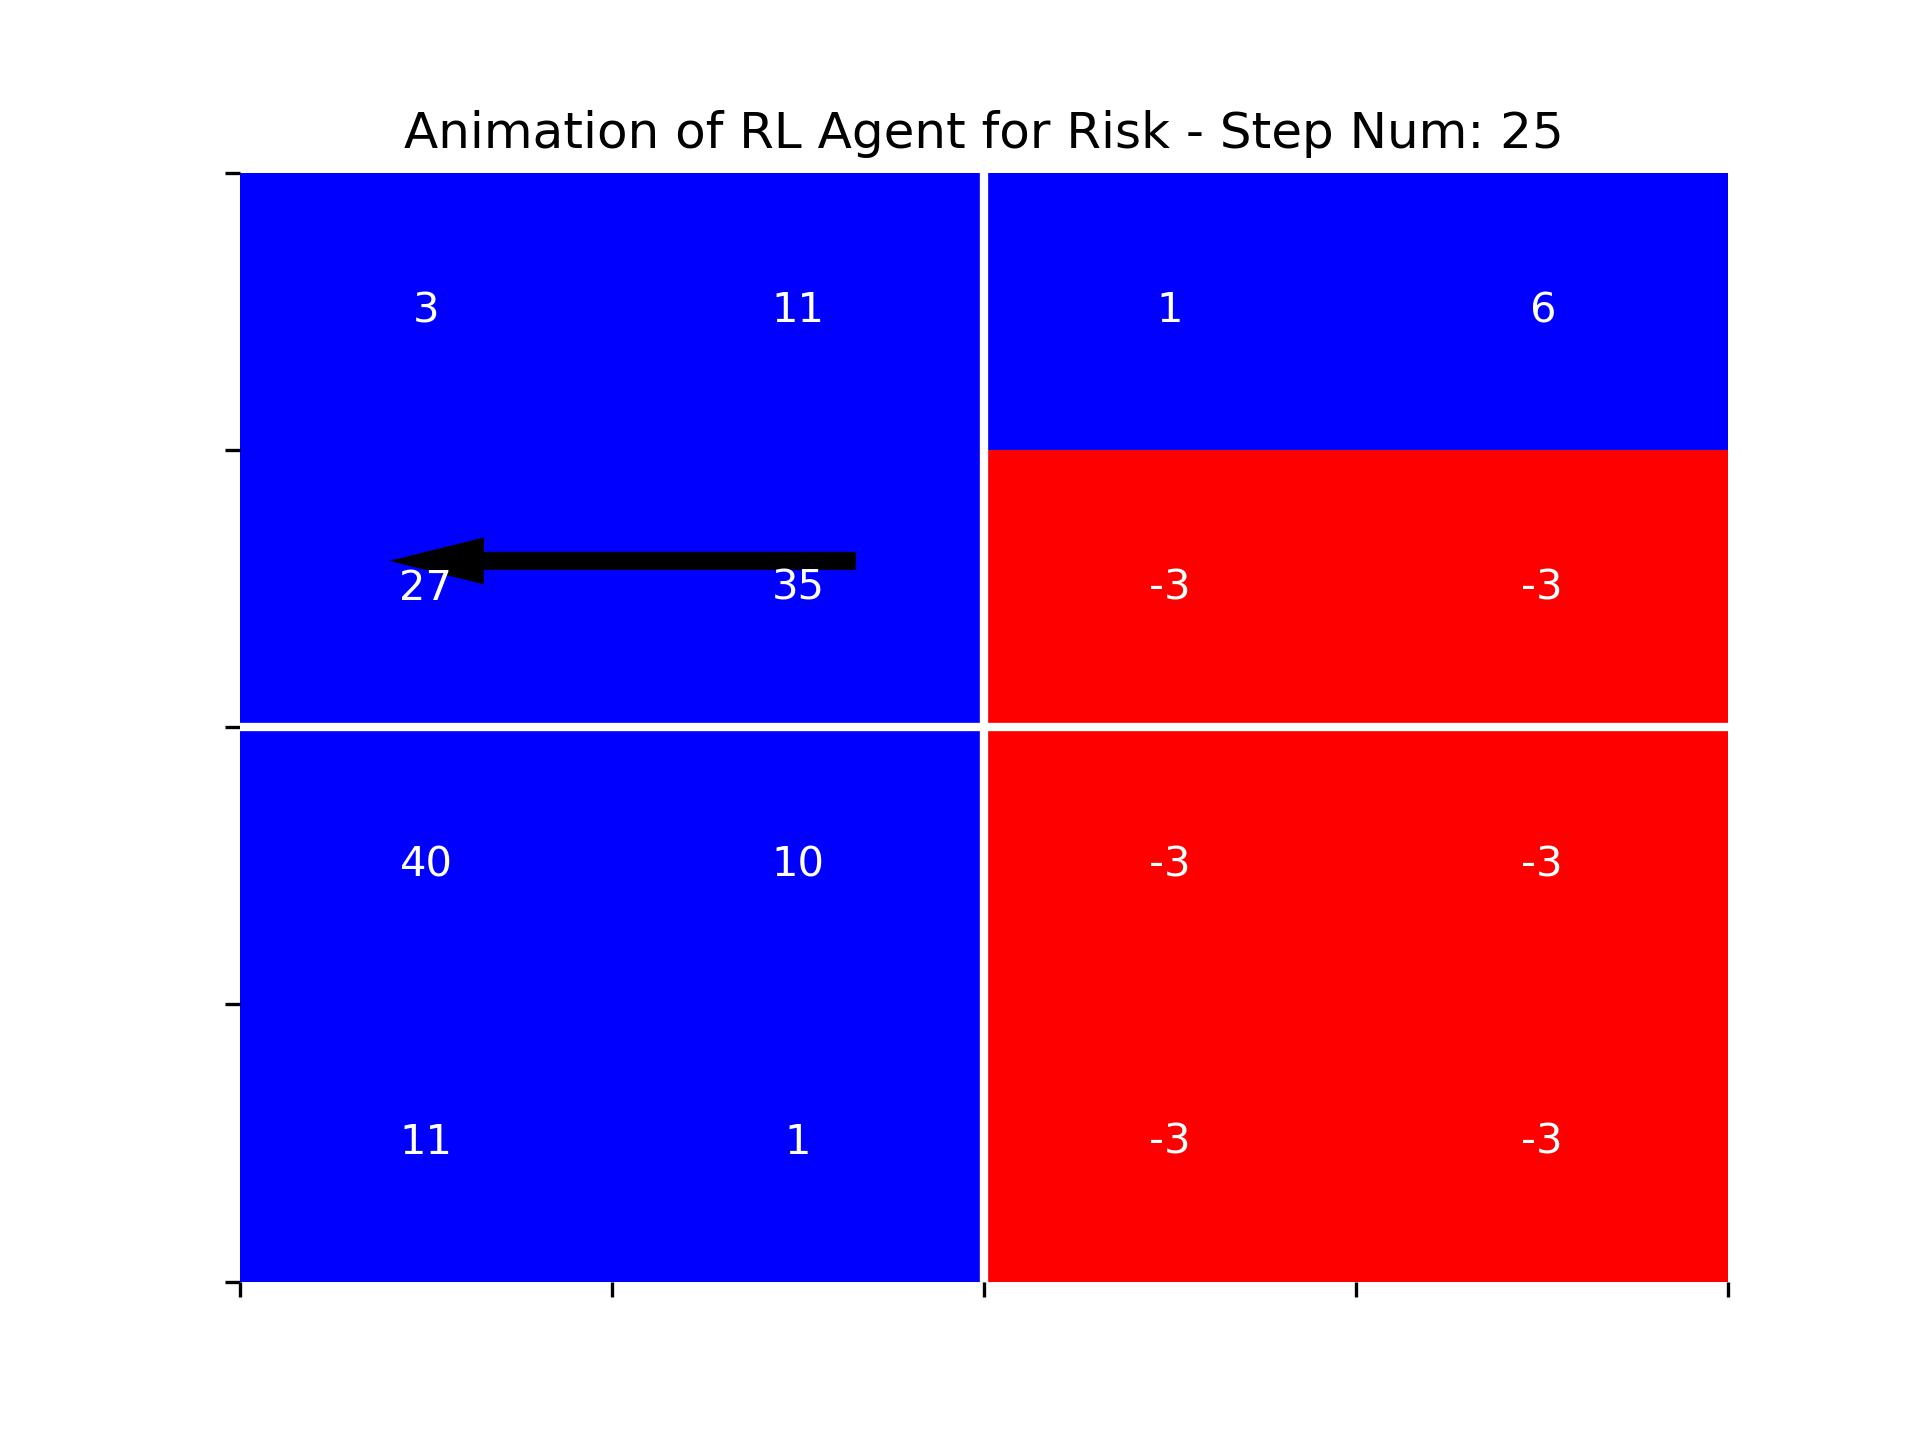 Animation of RL Agent for Risk - Step Num: 25
3 11 1 6
27 35 -3 -3
40 10 -3 -3
11 1 -3 -3